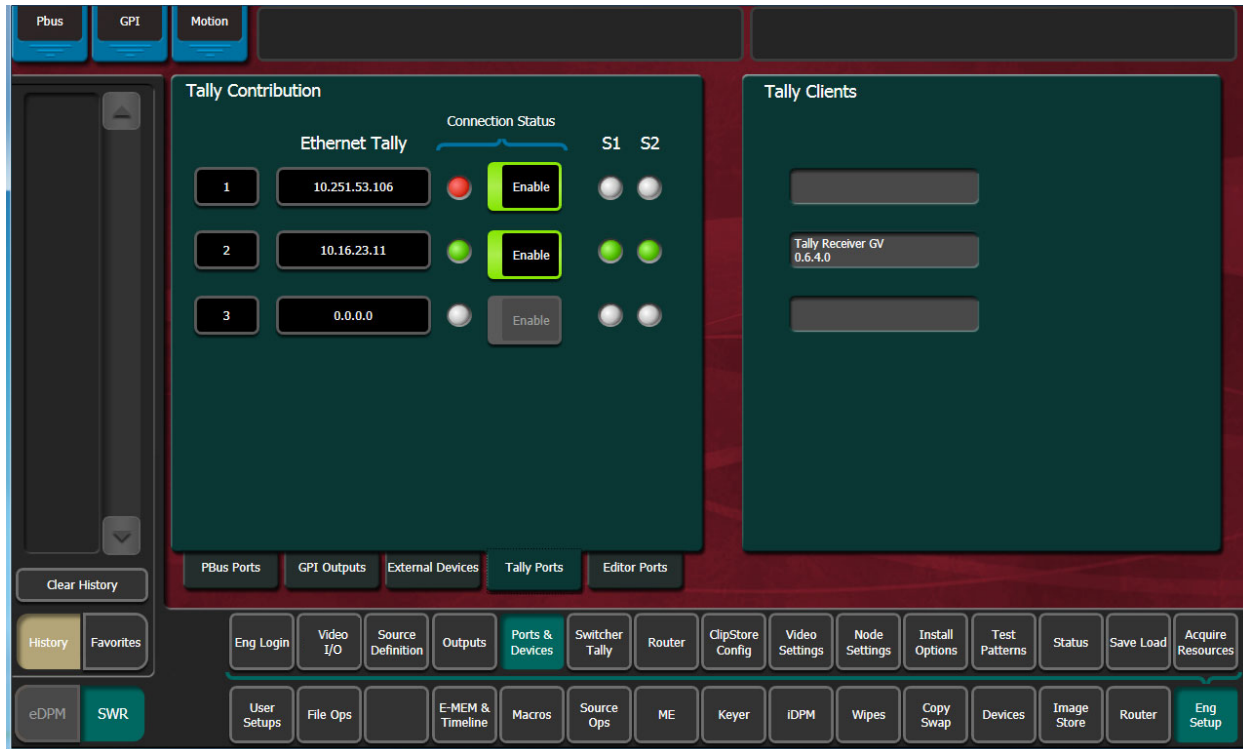 Pbus GPI Motion
Tally Contribution
Tally Clients
Connection Status
Ethernet Tally S1 S2
1 10.251.53.106 Enable
2 10.16.23.11 Enable
Tally Receiver GV
0.6.4.0
3 0.0.0.0 Enable
PBus Ports GPI Outputs External Devices Tally Ports Editor Ports
Clear History
History Favorites
Eng Login Video I/O Source Definition Outputs Ports & Devices Switcher Tally Router ClipStore Config Video Settings Node Settings Install Options Test Patterns Status Save Load Acquire Resources
eDPM SWR
User Setups File Ops E-MEM & Timeline Macros Source Ops ME Keyer iDPM Wipes Copy Swap Devices Image Store Router Eng Setup